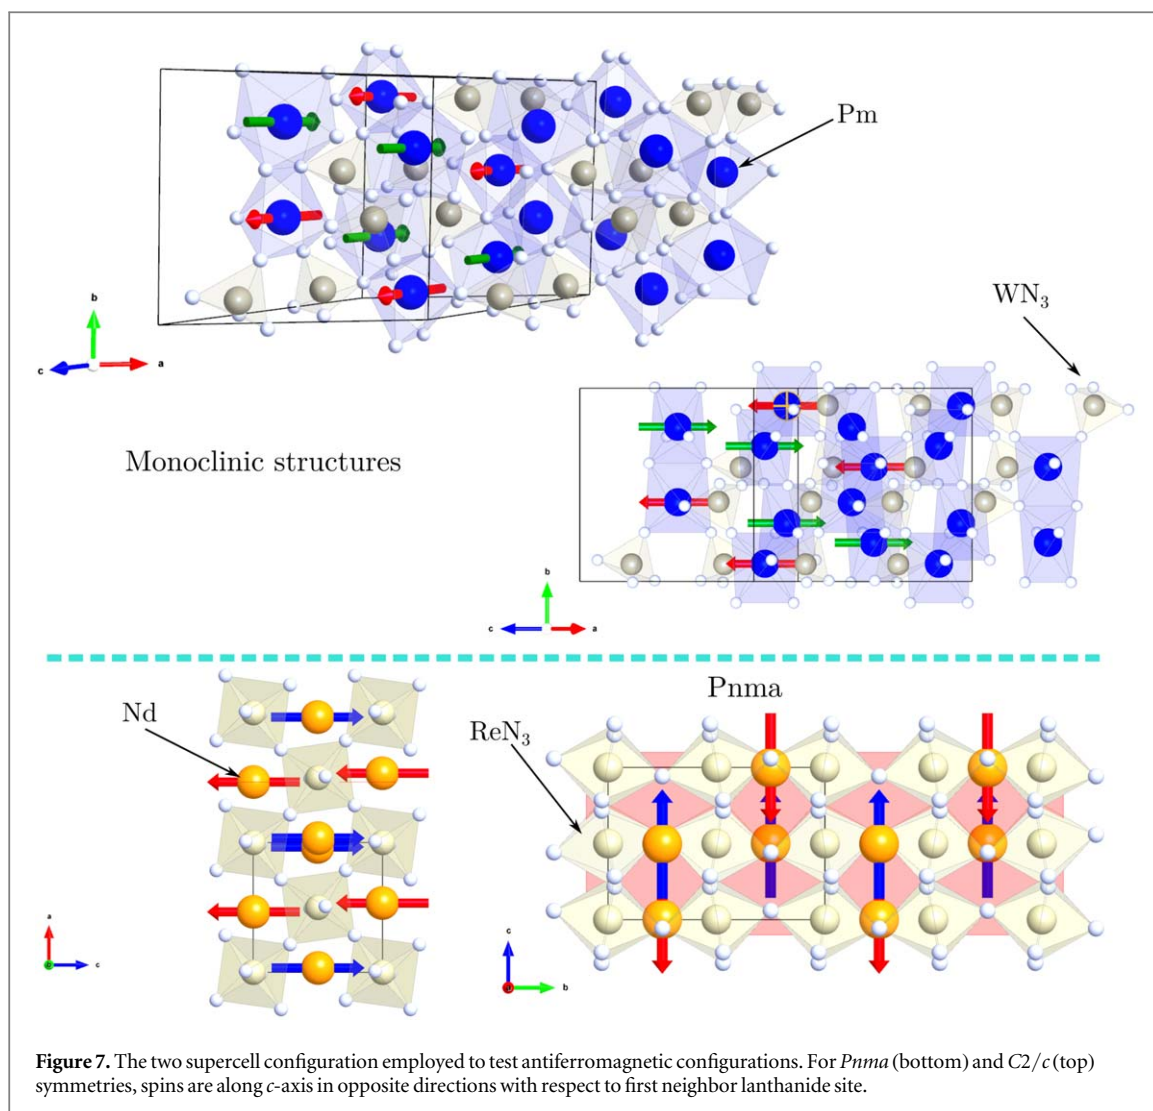 Pm
b
c
a
WN₃
Monoclinic structures
b
c
a
Nd
Pnma
ReN₃
a
c
c
b
Figure 7. The two supercell configuration employed to test antiferromagnetic configurations. For Pnma (bottom) and C2/c (top)
symmetries, spins are along c-axis in opposite directions with respect to first neighbor lanthanide site.